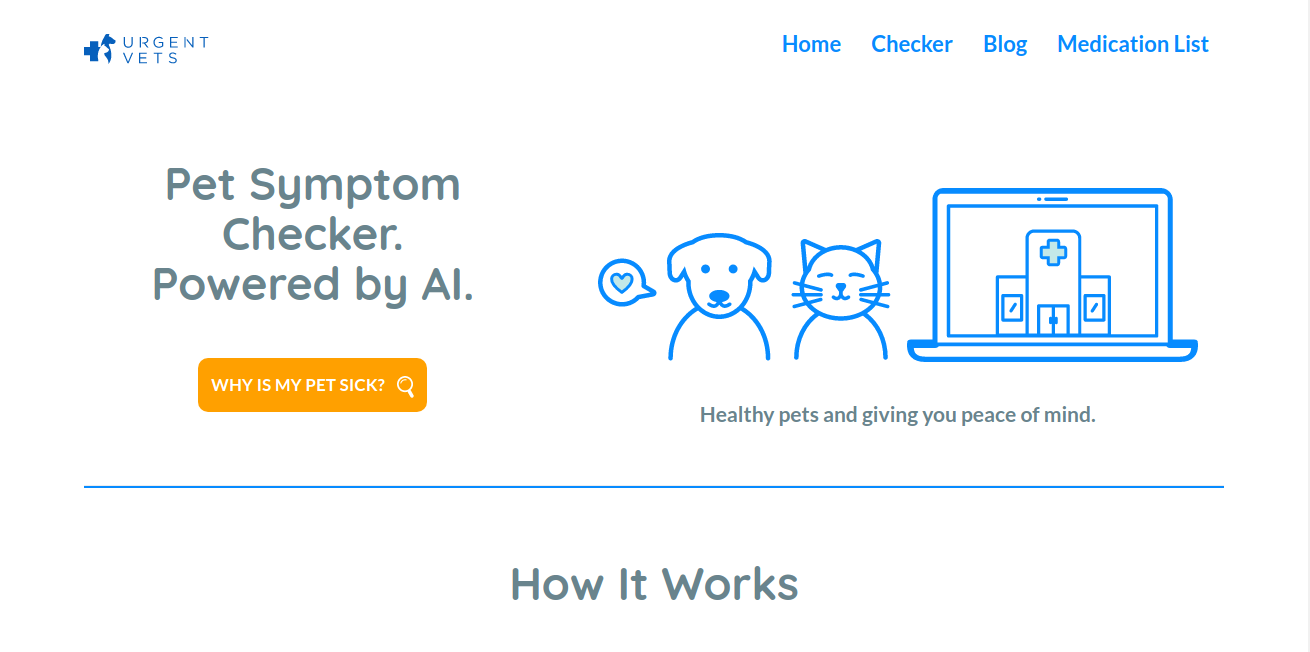 URGENT
VETS
Home Checker Blog Medication List
Pet Symptom
Checker.
Powered by AI.
WHY IS MY PET SICK?
Healthy pets and giving you peace of mind.
How It Works